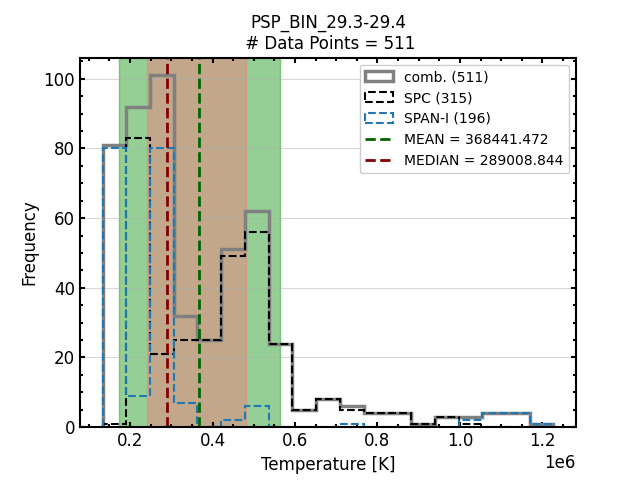 PSP_BIN_29.3-29.4
# Data Points = 511
comb. (511)
SPC (315)
SPAN-I (196)
MEAN = 368441.472
MEDIAN = 289008.844
Frequency
100
80
60
40
20
0
0.2 0.4 0.6 0.8 1.0 1.2
1e6
Temperature [K]